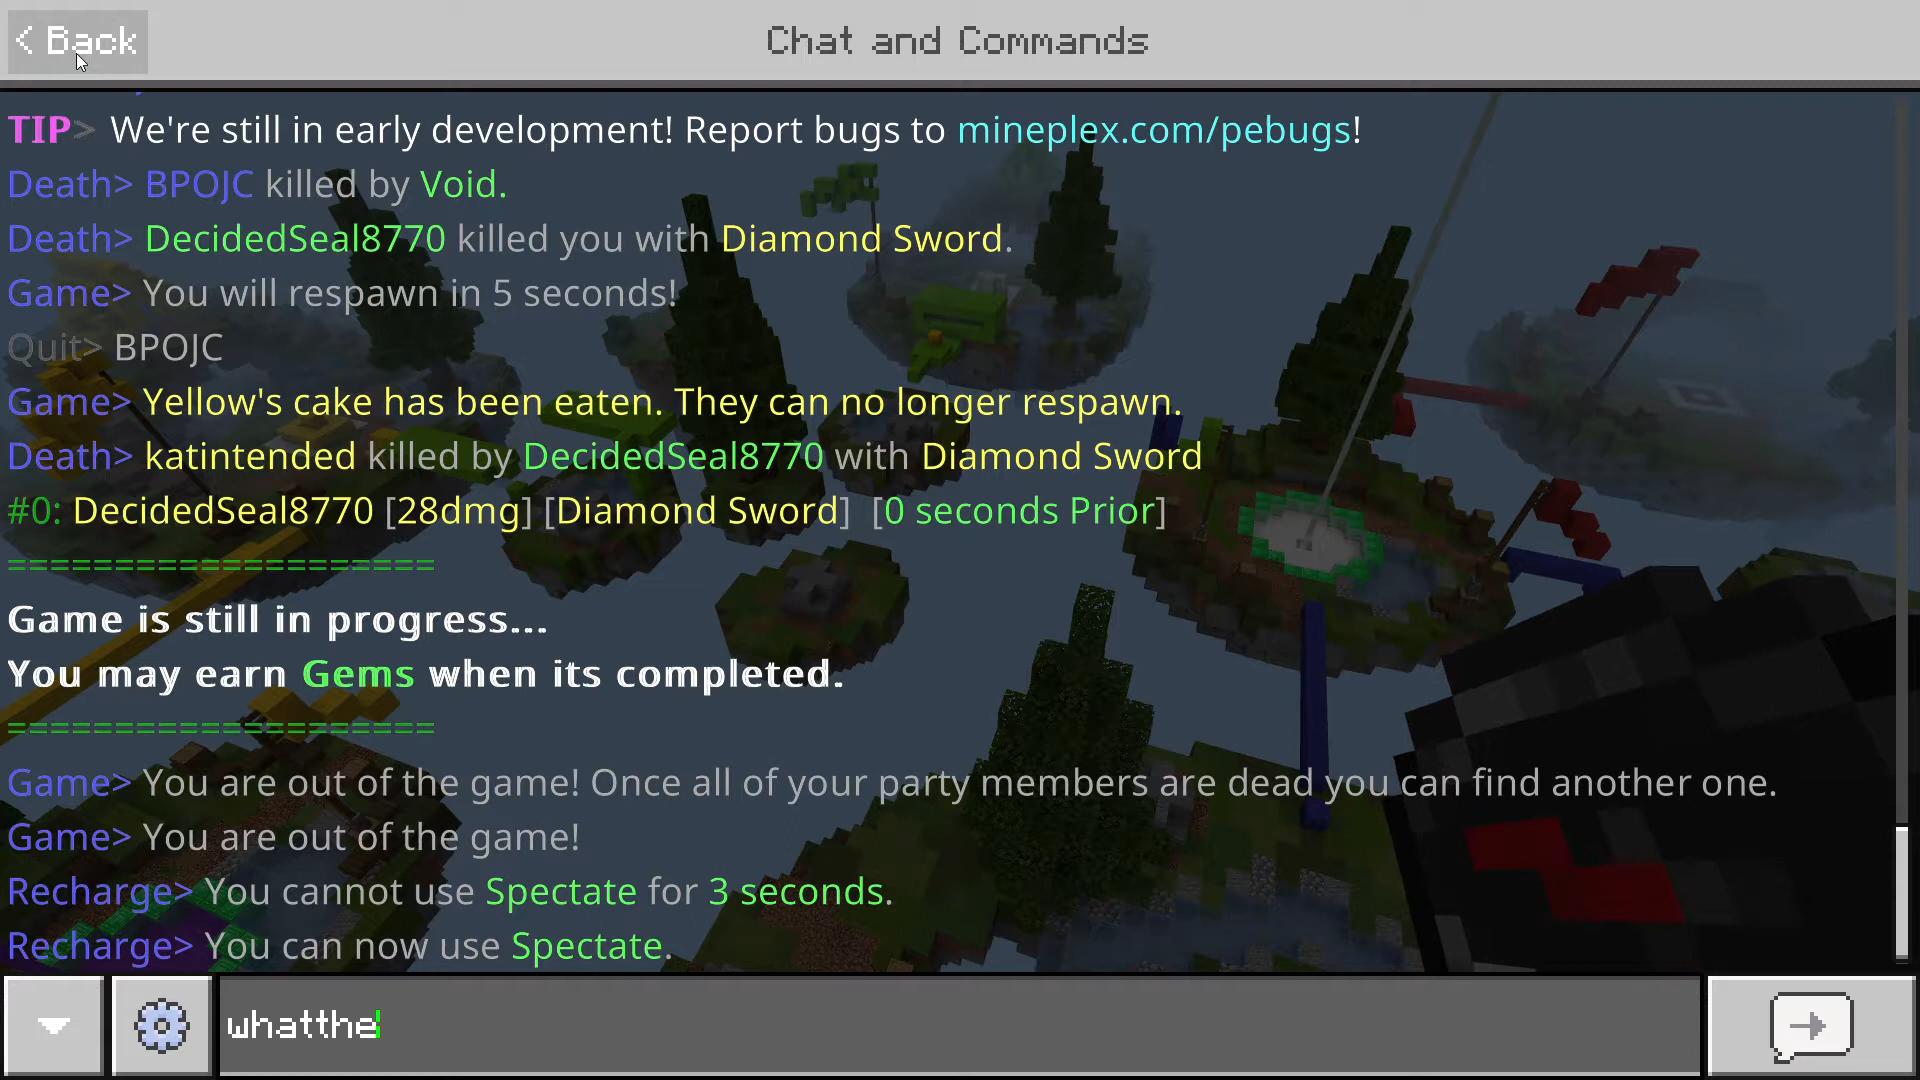 < Back
Chat and Commands
TIP> We're still in early development! Report bugs to mineplex.com/pebugs!
Death> BPOJC killed by Void.
Death> DecidedSeal8770 killed you with Diamond Sword.
Game> You will respawn in 5 seconds!
Quit> BPOJC
Game> Yellow's cake has been eaten. They can no longer respawn.
Death> katintended killed by DecidedSeal8770 with Diamond Sword
#0: DecidedSeal8770 [28dmg] [Diamond Sword]  [0 seconds Prior]
====================
Game is still in progress...
You may earn Gems when its completed.
====================
Game> You are out of the game! Once all of your party members are dead you can find another one.
Game> You are out of the game!
Recharge> You cannot use Spectate for 3 seconds.
Recharge> You can now use Spectate.
whatthe